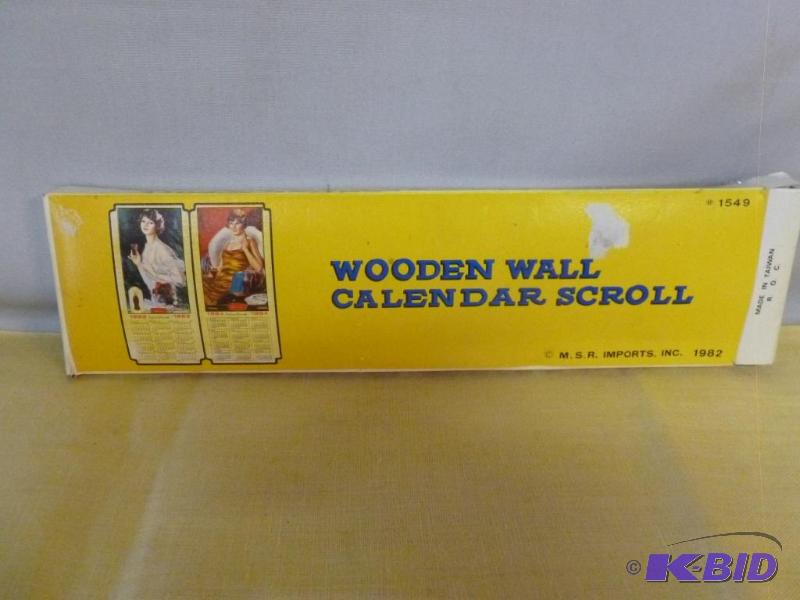 # 1549
WOODEN WALL
CALENDAR SCROLL
© M.S.R. IMPORTS, INC. 1982
MADE IN TAIWAN
R. O. C.
© K-BID